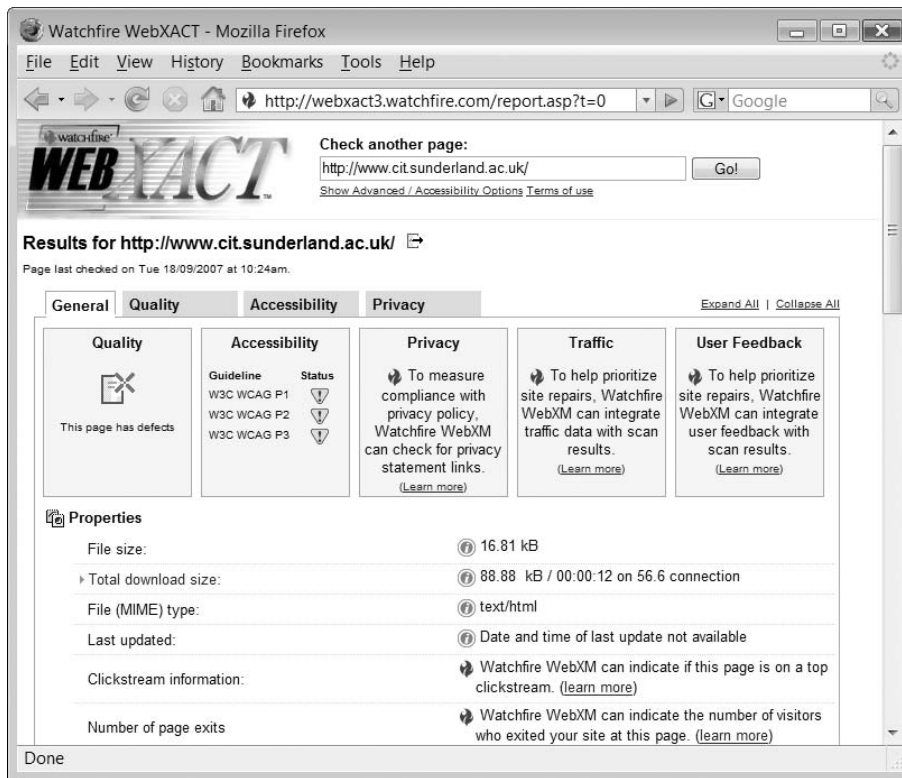 Watchfire WebXACT - Mozilla Firefox
File Edit View History Bookmarks Tools Help
http://webxact3.watchfire.com/report.asp?t=0 G Google
watchfire
WEBXACT™
Check another page:
http://www.cit.sunderland.ac.uk/ Go!
Show Advanced / Accessibility Options Terms of use
Results for http://www.cit.sunderland.ac.uk/
Page last checked on Tue 18/09/2007 at 10:24am.
General Quality Accessibility Privacy Expand All | Collapse All
Quality
This page has defects
Accessibility
Guideline Status
W3C WCAG P1
W3C WCAG P2
W3C WCAG P3
Privacy
To measure
compliance with
privacy policy,
Watchfire WebXM
can check for privacy
statement links.
(Learn more)
Traffic
To help prioritize
site repairs, Watchfire
WebXM can integrate
traffic data with scan
results.
(Learn more)
User Feedback
To help prioritize
site repairs, Watchfire
WebXM can integrate
user feedback with
scan results.
(Learn more)
Properties
File size: 16.81 kB
Total download size: 88.88 kB / 00:00:12 on 56.6 connection
File (MIME) type: text/html
Last updated: Date and time of last update not available
Clickstream information: Watchfire WebXM can indicate if this page is on a top
clickstream. (learn more)
Number of page exits Watchfire WebXM can indicate the number of visitors
who exited your site at this page. (learn more)
Done